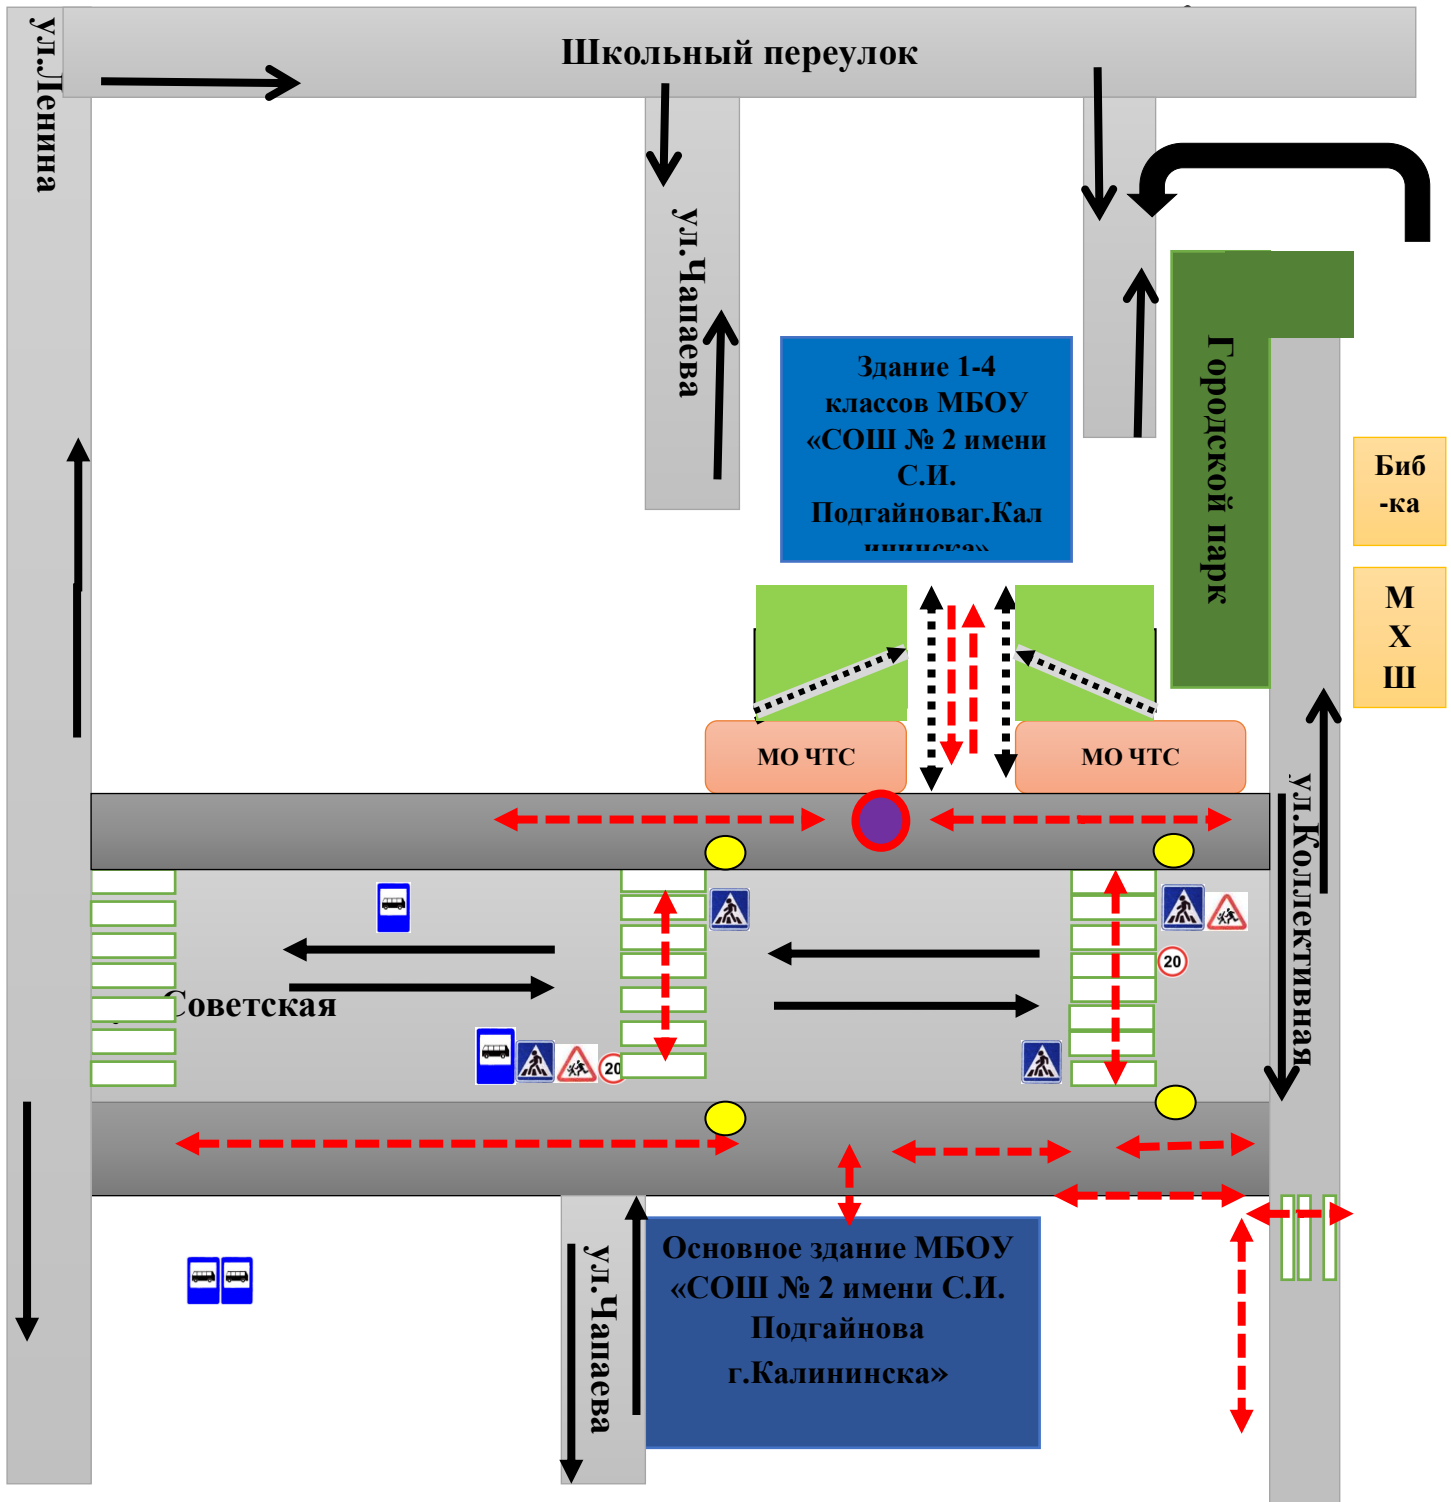 Школьный переулок
ул.Ленина
ул.Чапаева
Здание 1-4
классов МБОУ
«СОШ № 2 имени
С.И.
Подгайноваг.Кал
ининска»
Городской парк
Биб
-ка
М
Х
Ш
МО ЧТС
МО ЧТС
ул.Коллективная
20
Советская
20
ул.Чапаева
Основное здание МБОУ
«СОШ № 2 имени С.И.
Подгайнова
г.Калининска»